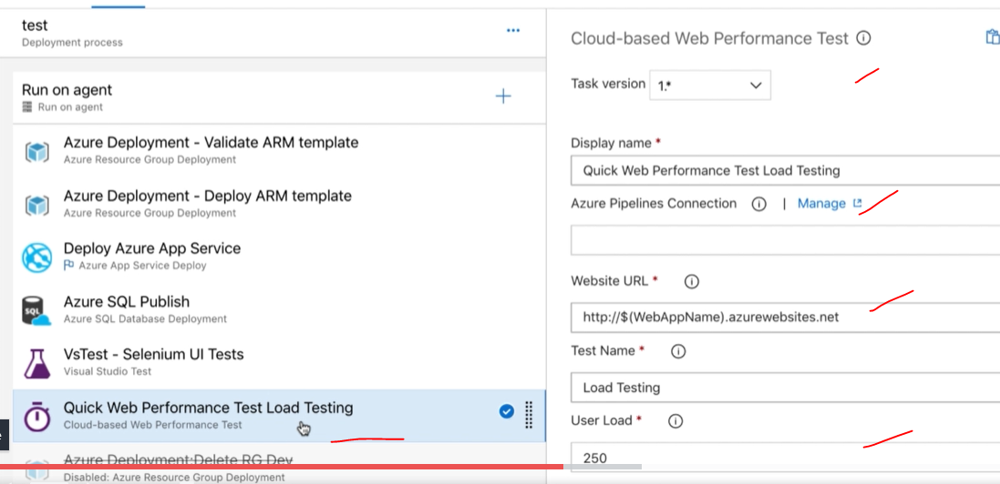 test
Deployment process
Run on agent
Run on agent
Azure Deployment - Validate ARM template
Azure Resource Group Deployment
Azure Deployment - Deploy ARM template
Azure Resource Group Deployment
Deploy Azure App Service
Azure App Service Deploy
SQL
Azure SQL Publish
Azure SQL Database Deployment
VsTest - Selenium UI Tests
Visual Studio Test
Quick Web Performance Test Load Testing
Cloud-based Web Performance Test
Azure Deployment:Delete RG Dev
Disabled: Azure Resource Group Deployment
Cloud-based Web Performance Test
Task version 1.*
Display name *
Quick Web Performance Test Load Testing
Azure Pipelines Connection | Manage
Website URL *
http://$(WebAppName).azurewebsites.net
Test Name *
Load Testing
User Load *
250